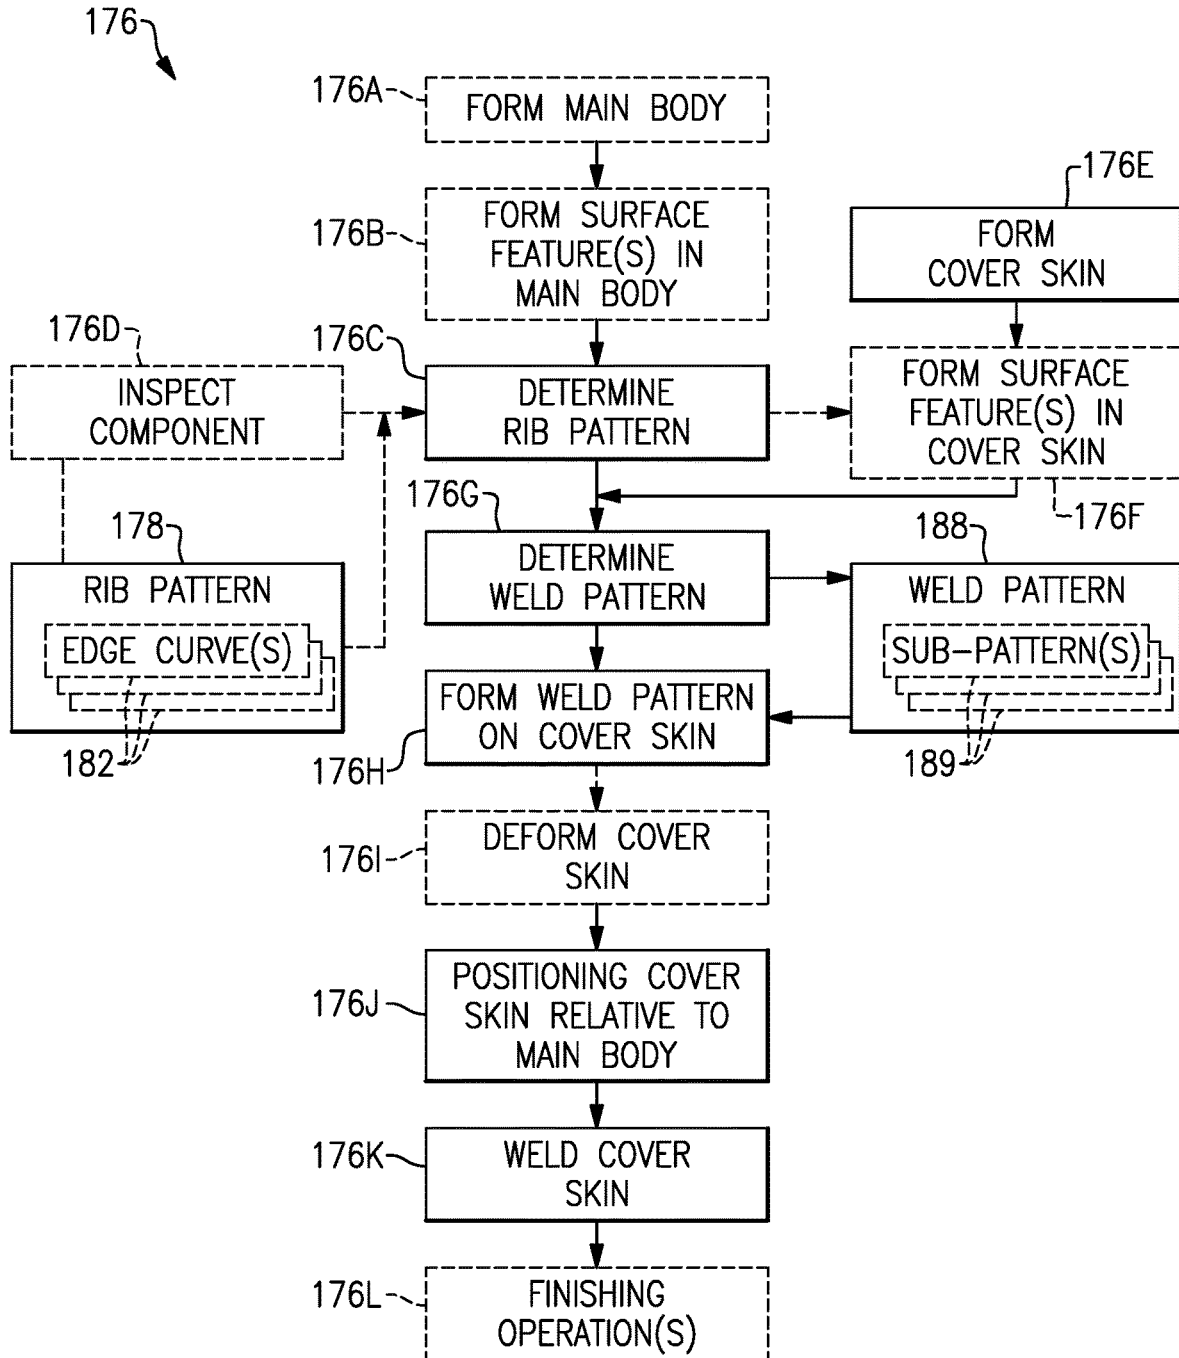 176
176A
FORM MAIN BODY
176B
FORM SURFACE
FEATURE(S) IN
MAIN BODY
176E
FORM
COVER SKIN
176D
INSPECT
COMPONENT
176C
DETERMINE
RIB PATTERN
FORM SURFACE
FEATURE(S) IN
COVER SKIN
176F
178
RIB PATTERN
EDGE CURVE(S)
182
176G
DETERMINE
WELD PATTERN
188
WELD PATTERN
SUB-PATTERN(S)
189
176H
FORM WELD PATTERN
ON COVER SKIN
176I
DEFORM COVER
SKIN
176J
POSITIONING COVER
SKIN RELATIVE TO
MAIN BODY
176K
WELD COVER
SKIN
176L
FINISHING
OPERATION(S)